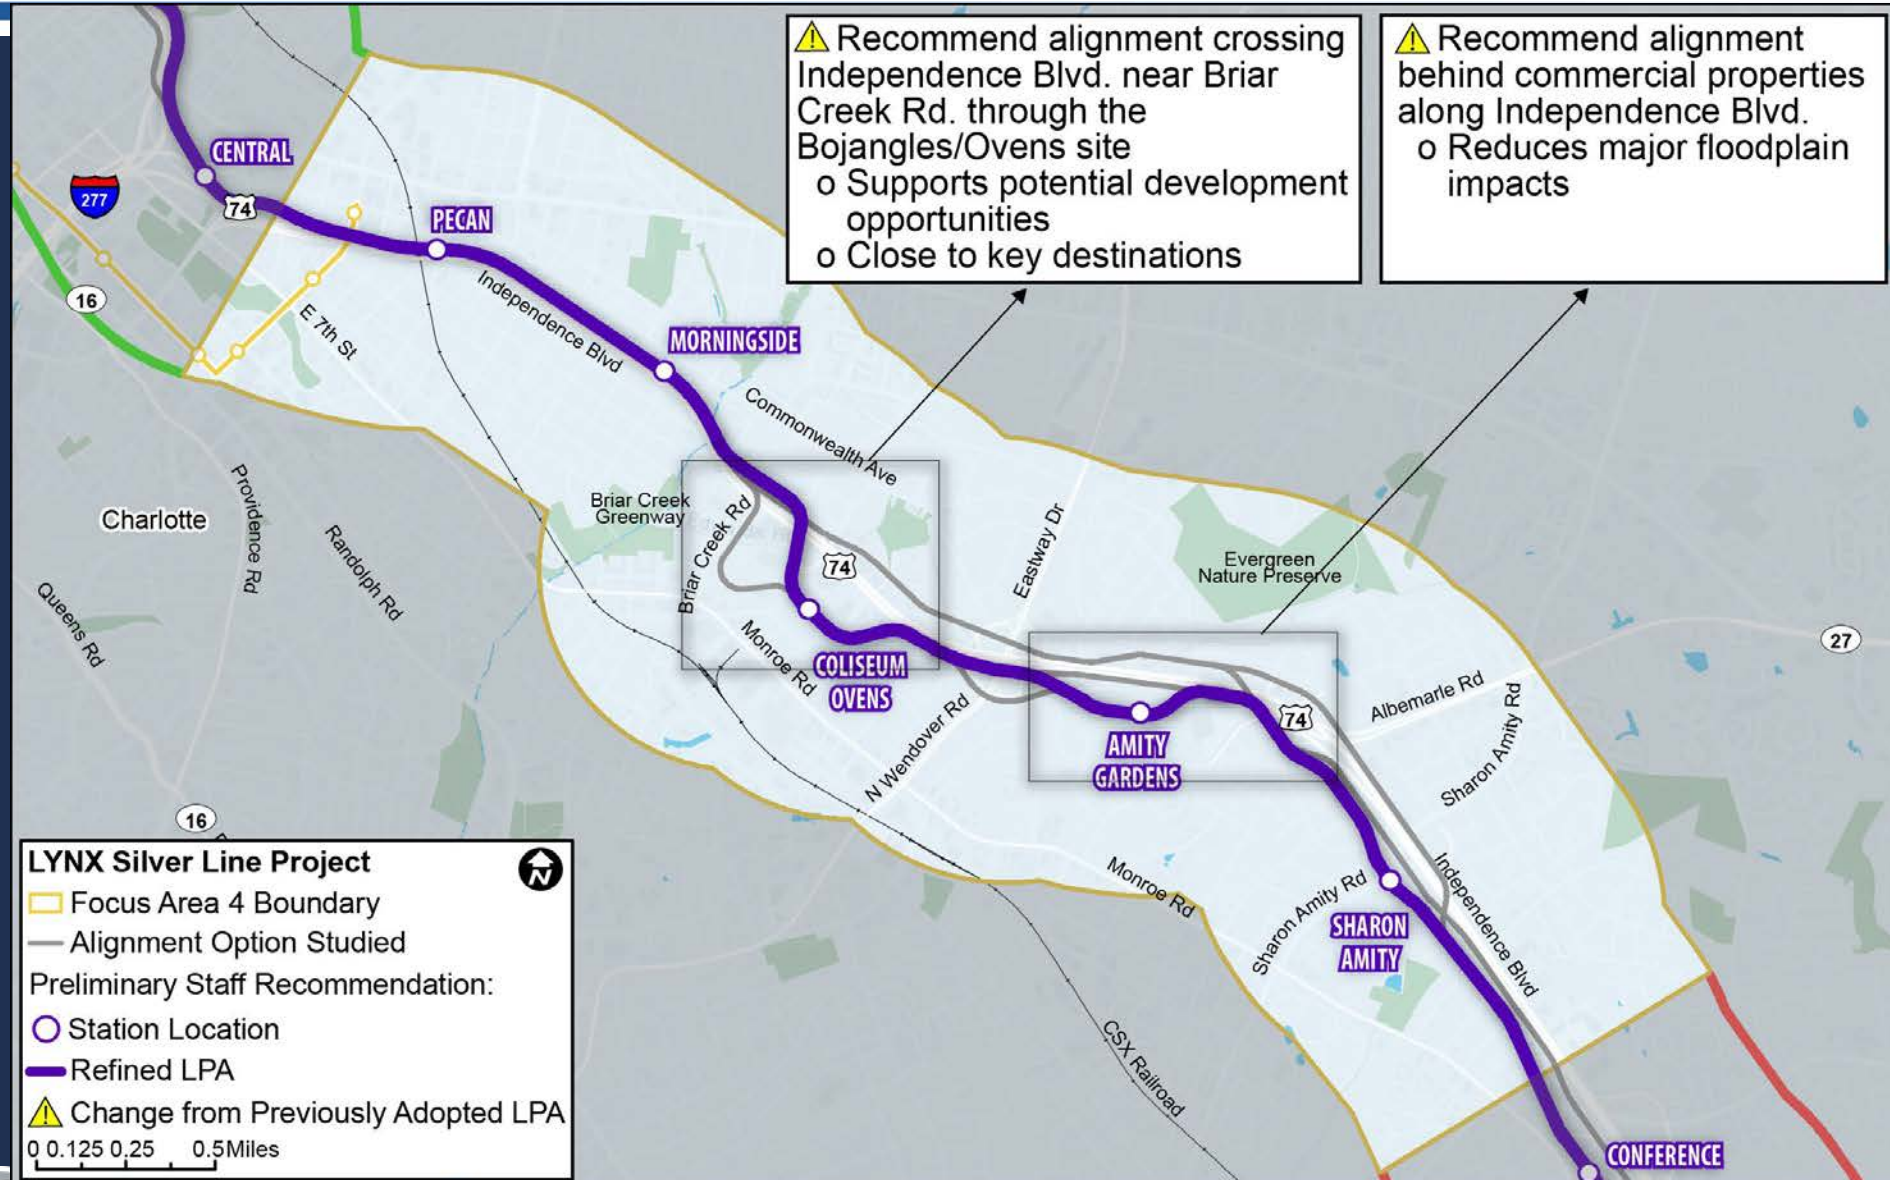 ⚠ Recommend alignment crossing
Independence Blvd. near Briar
Creek Rd. through the
Bojangles/Ovens site
o Supports potential development
opportunities
o Close to key destinations
⚠ Recommend alignment
behind commercial properties
along Independence Blvd.
o Reduces major floodplain
impacts
CENTRAL
277
74
PECAN
16
E 7th St
Independence Blvd
MORNINGSIDE
Commonwealth Ave
Charlotte
Providence Rd
Randolph Rd
Queens Rd
Briar Creek
Greenway
Briar Creek Rd
74
Eastway Dr
Evergreen
Nature Preserve
27
Monroe Rd
COLISEUM
OVENS
N Wendover Rd
AMITY
GARDENS
74
Albemarle Rd
Sharon Amity Rd
16
Monroe Rd
Sharon Amity Rd
SHARON
AMITY
Independence Blvd
CSX Railroad
CONFERENCE
LYNX Silver Line Project
N
Focus Area 4 Boundary
Alignment Option Studied
Preliminary Staff Recommendation:
Station Location
Refined LPA
⚠ Change from Previously Adopted LPA
0 0.125 0.25 0.5Miles